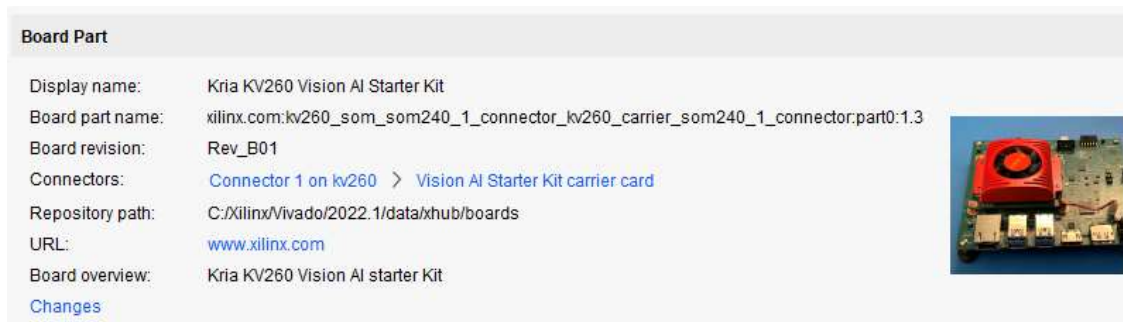 Board Part
Display name: Kria KV260 Vision AI Starter Kit
Board part name: xilinx.com:kv260_som_som240_1_connector_kv260_carrier_som240_1_connector:part0:1.3
Board revision: Rev_B01
Connectors: Connector 1 on kv260 > Vision AI Starter Kit carrier card
Repository path: C:/Xilinx/Vivado/2022.1/data/xhub/boards
URL: www.xilinx.com
Board overview: Kria KV260 Vision AI starter Kit
Changes